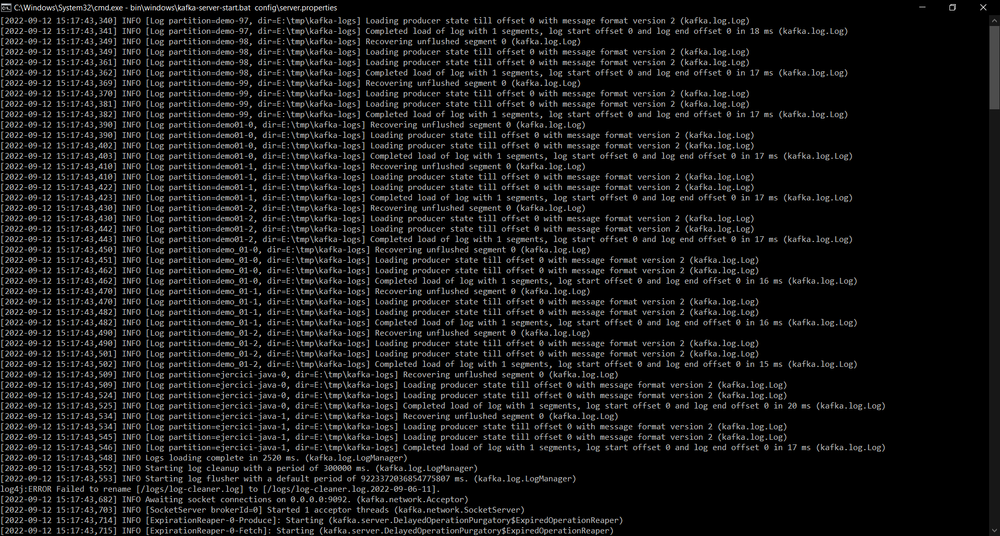 C:\Windows\System32\cmd.exe - bin\windows\kafka-server-start.bat  config\server.properties
[2022-09-12 15:17:43,340] INFO [Log partition=demo-97, dir=E:\tmp\kafka-logs] Loading producer state till offset 0 with message format version 2 (kafka.log.Log)
[2022-09-12 15:17:43,341] INFO [Log partition=demo-97, dir=E:\tmp\kafka-logs] Completed load of log with 1 segments, log start offset 0 and log end offset 0 in 18 ms (kafka.log.Log)
[2022-09-12 15:17:43,349] INFO [Log partition=demo-98, dir=E:\tmp\kafka-logs] Recovering unflushed segment 0 (kafka.log.Log)
[2022-09-12 15:17:43,349] INFO [Log partition=demo-98, dir=E:\tmp\kafka-logs] Loading producer state till offset 0 with message format version 2 (kafka.log.Log)
[2022-09-12 15:17:43,361] INFO [Log partition=demo-98, dir=E:\tmp\kafka-logs] Loading producer state till offset 0 with message format version 2 (kafka.log.Log)
[2022-09-12 15:17:43,362] INFO [Log partition=demo-98, dir=E:\tmp\kafka-logs] Completed load of log with 1 segments, log start offset 0 and log end offset 0 in 17 ms (kafka.log.Log)
[2022-09-12 15:17:43,369] INFO [Log partition=demo-99, dir=E:\tmp\kafka-logs] Recovering unflushed segment 0 (kafka.log.Log)
[2022-09-12 15:17:43,370] INFO [Log partition=demo-99, dir=E:\tmp\kafka-logs] Loading producer state till offset 0 with message format version 2 (kafka.log.Log)
[2022-09-12 15:17:43,381] INFO [Log partition=demo-99, dir=E:\tmp\kafka-logs] Loading producer state till offset 0 with message format version 2 (kafka.log.Log)
[2022-09-12 15:17:43,382] INFO [Log partition=demo-99, dir=E:\tmp\kafka-logs] Completed load of log with 1 segments, log start offset 0 and log end offset 0 in 17 ms (kafka.log.Log)
[2022-09-12 15:17:43,390] INFO [Log partition=demo01-0, dir=E:\tmp\kafka-logs] Recovering unflushed segment 0 (kafka.log.Log)
[2022-09-12 15:17:43,390] INFO [Log partition=demo01-0, dir=E:\tmp\kafka-logs] Loading producer state till offset 0 with message format version 2 (kafka.log.Log)
[2022-09-12 15:17:43,402] INFO [Log partition=demo01-0, dir=E:\tmp\kafka-logs] Loading producer state till offset 0 with message format version 2 (kafka.log.Log)
[2022-09-12 15:17:43,403] INFO [Log partition=demo01-0, dir=E:\tmp\kafka-logs] Completed load of log with 1 segments, log start offset 0 and log end offset 0 in 17 ms (kafka.log.Log)
[2022-09-12 15:17:43,410] INFO [Log partition=demo01-1, dir=E:\tmp\kafka-logs] Recovering unflushed segment 0 (kafka.log.Log)
[2022-09-12 15:17:43,410] INFO [Log partition=demo01-1, dir=E:\tmp\kafka-logs] Loading producer state till offset 0 with message format version 2 (kafka.log.Log)
[2022-09-12 15:17:43,422] INFO [Log partition=demo01-1, dir=E:\tmp\kafka-logs] Loading producer state till offset 0 with message format version 2 (kafka.log.Log)
[2022-09-12 15:17:43,423] INFO [Log partition=demo01-1, dir=E:\tmp\kafka-logs] Completed load of log with 1 segments, log start offset 0 and log end offset 0 in 17 ms (kafka.log.Log)
[2022-09-12 15:17:43,430] INFO [Log partition=demo01-2, dir=E:\tmp\kafka-logs] Recovering unflushed segment 0 (kafka.log.Log)
[2022-09-12 15:17:43,430] INFO [Log partition=demo01-2, dir=E:\tmp\kafka-logs] Loading producer state till offset 0 with message format version 2 (kafka.log.Log)
[2022-09-12 15:17:43,442] INFO [Log partition=demo01-2, dir=E:\tmp\kafka-logs] Loading producer state till offset 0 with message format version 2 (kafka.log.Log)
[2022-09-12 15:17:43,443] INFO [Log partition=demo01-2, dir=E:\tmp\kafka-logs] Completed load of log with 1 segments, log start offset 0 and log end offset 0 in 17 ms (kafka.log.Log)
[2022-09-12 15:17:43,450] INFO [Log partition=demo_01-0, dir=E:\tmp\kafka-logs] Recovering unflushed segment 0 (kafka.log.Log)
[2022-09-12 15:17:43,451] INFO [Log partition=demo_01-0, dir=E:\tmp\kafka-logs] Loading producer state till offset 0 with message format version 2 (kafka.log.Log)
[2022-09-12 15:17:43,462] INFO [Log partition=demo_01-0, dir=E:\tmp\kafka-logs] Loading producer state till offset 0 with message format version 2 (kafka.log.Log)
[2022-09-12 15:17:43,462] INFO [Log partition=demo_01-0, dir=E:\tmp\kafka-logs] Completed load of log with 1 segments, log start offset 0 and log end offset 0 in 16 ms (kafka.log.Log)
[2022-09-12 15:17:43,470] INFO [Log partition=demo_01-1, dir=E:\tmp\kafka-logs] Recovering unflushed segment 0 (kafka.log.Log)
[2022-09-12 15:17:43,470] INFO [Log partition=demo_01-1, dir=E:\tmp\kafka-logs] Loading producer state till offset 0 with message format version 2 (kafka.log.Log)
[2022-09-12 15:17:43,482] INFO [Log partition=demo_01-1, dir=E:\tmp\kafka-logs] Loading producer state till offset 0 with message format version 2 (kafka.log.Log)
[2022-09-12 15:17:43,482] INFO [Log partition=demo_01-1, dir=E:\tmp\kafka-logs] Completed load of log with 1 segments, log start offset 0 and log end offset 0 in 16 ms (kafka.log.Log)
[2022-09-12 15:17:43,490] INFO [Log partition=demo_01-2, dir=E:\tmp\kafka-logs] Recovering unflushed segment 0 (kafka.log.Log)
[2022-09-12 15:17:43,490] INFO [Log partition=demo_01-2, dir=E:\tmp\kafka-logs] Loading producer state till offset 0 with message format version 2 (kafka.log.Log)
[2022-09-12 15:17:43,501] INFO [Log partition=demo_01-2, dir=E:\tmp\kafka-logs] Loading producer state till offset 0 with message format version 2 (kafka.log.Log)
[2022-09-12 15:17:43,502] INFO [Log partition=demo_01-2, dir=E:\tmp\kafka-logs] Completed load of log with 1 segments, log start offset 0 and log end offset 0 in 15 ms (kafka.log.Log)
[2022-09-12 15:17:43,509] INFO [Log partition=ejercici-java-0, dir=E:\tmp\kafka-logs] Recovering unflushed segment 0 (kafka.log.Log)
[2022-09-12 15:17:43,509] INFO [Log partition=ejercici-java-0, dir=E:\tmp\kafka-logs] Loading producer state till offset 0 with message format version 2 (kafka.log.Log)
[2022-09-12 15:17:43,524] INFO [Log partition=ejercici-java-0, dir=E:\tmp\kafka-logs] Loading producer state till offset 0 with message format version 2 (kafka.log.Log)
[2022-09-12 15:17:43,525] INFO [Log partition=ejercici-java-0, dir=E:\tmp\kafka-logs] Completed load of log with 1 segments, log start offset 0 and log end offset 0 in 20 ms (kafka.log.Log)
[2022-09-12 15:17:43,534] INFO [Log partition=ejercici-java-1, dir=E:\tmp\kafka-logs] Recovering unflushed segment 0 (kafka.log.Log)
[2022-09-12 15:17:43,534] INFO [Log partition=ejercici-java-1, dir=E:\tmp\kafka-logs] Loading producer state till offset 0 with message format version 2 (kafka.log.Log)
[2022-09-12 15:17:43,545] INFO [Log partition=ejercici-java-1, dir=E:\tmp\kafka-logs] Loading producer state till offset 0 with message format version 2 (kafka.log.Log)
[2022-09-12 15:17:43,546] INFO [Log partition=ejercici-java-1, dir=E:\tmp\kafka-logs] Completed load of log with 1 segments, log start offset 0 and log end offset 0 in 17 ms (kafka.log.Log)
[2022-09-12 15:17:43,548] INFO Logs loading complete in 2520 ms. (kafka.log.LogManager)
[2022-09-12 15:17:43,552] INFO Starting log cleanup with a period of 300000 ms. (kafka.log.LogManager)
[2022-09-12 15:17:43,553] INFO Starting log flusher with a default period of 9223372036854775807 ms. (kafka.log.LogManager)
log4j:ERROR Failed to rename [/logs/log-cleaner.log] to [/logs/log-cleaner.log.2022-09-06-11].
[2022-09-12 15:17:43,682] INFO Awaiting socket connections on 0.0.0.0:9092. (kafka.network.Acceptor)
[2022-09-12 15:17:43,703] INFO [SocketServer brokerId=0] Started 1 acceptor threads (kafka.network.SocketServer)
[2022-09-12 15:17:43,714] INFO [ExpirationReaper-0-Produce]: Starting (kafka.server.DelayedOperationPurgatory$ExpiredOperationReaper)
[2022-09-12 15:17:43,715] INFO [ExpirationReaper-0-Fetch]: Starting (kafka.server.DelayedOperationPurgatory$ExpiredOperationReaper)